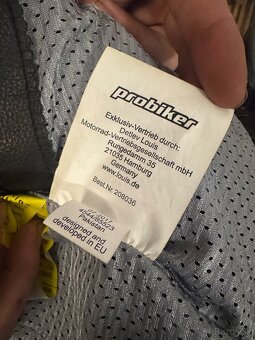 probiker
Exklusiv-Vertrieb durch:
Detlev Louis
Motorrad-Vertriebsgesellschaft mbH
Rungedamm 35
21035 Hamburg
Germany
www.louis.de
Best.Nr. 208036
Pakistan
designed and
developed in EU